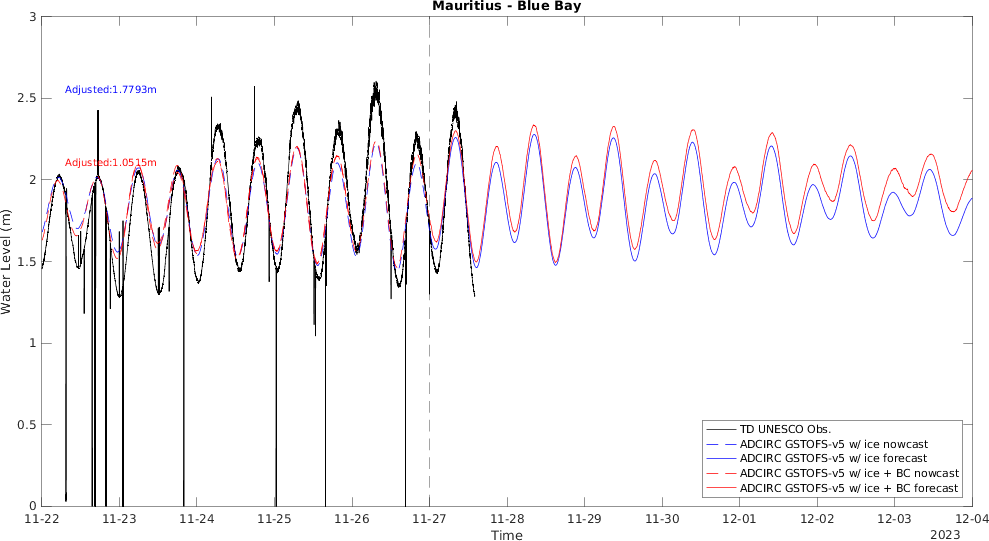 Mauritius - Blue Bay
3
2.5
2
1.5
1
0.5
0
Water Level (m)
Adjusted:1.7793m
Adjusted:1.0515m
TD UNESCO Obs.
ADCIRC GSTOFS-v5 w/ ice nowcast
ADCIRC GSTOFS-v5 w/ ice forecast
ADCIRC GSTOFS-v5 w/ ice + BC nowcast
ADCIRC GSTOFS-v5 w/ ice + BC forecast
11-22 11-23 11-24 11-25 11-26 11-27 11-28 11-29 11-30 12-01 12-02 12-03 12-04
Time
2023